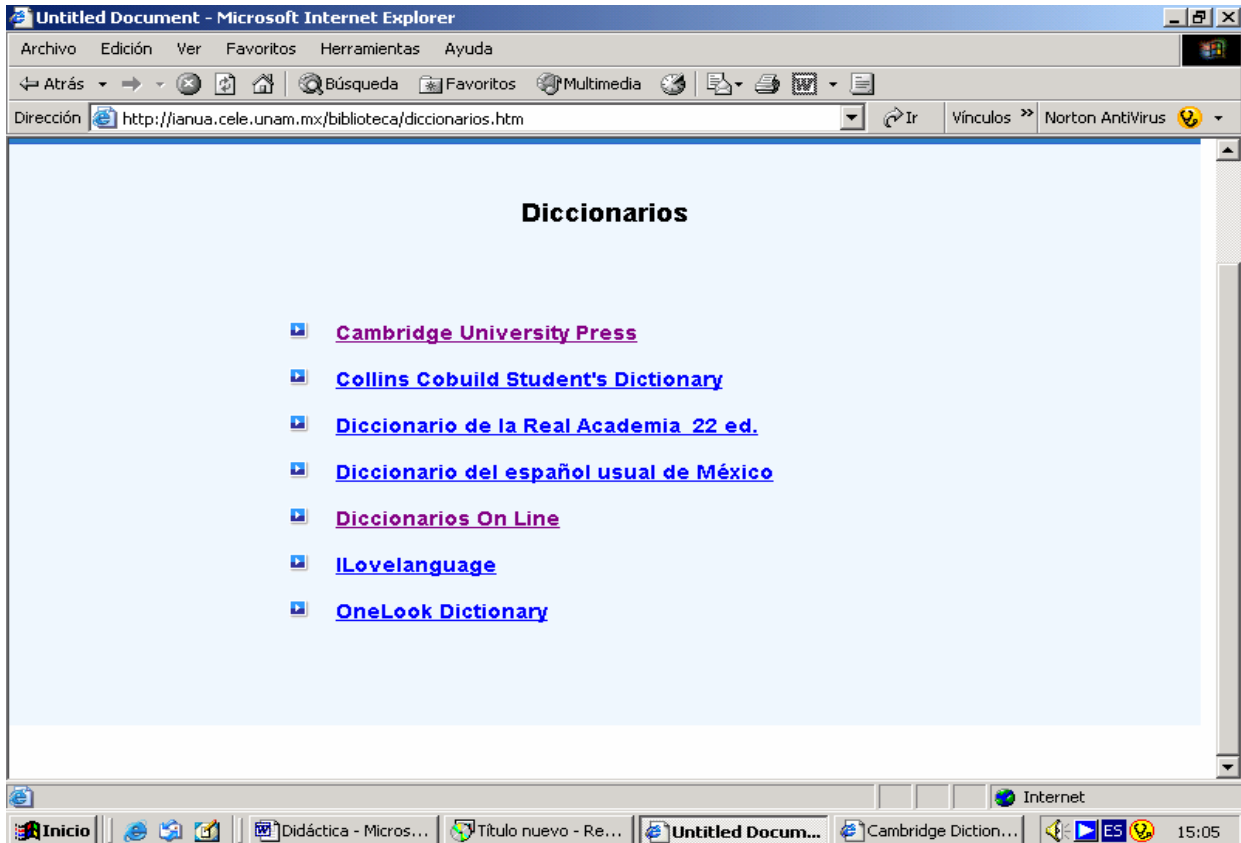 Untitled Document - Microsoft Internet Explorer
Archivo Edición Ver Favoritos Herramientas Ayuda
Atrás Búsqueda Favoritos Multimedia
Dirección http://ianua.cele.unam.mx/biblioteca/diccionarios.htm Ir Vínculos » Norton AntiVirus
Diccionarios
Cambridge University Press
Collins Cobuild Student's Dictionary
Diccionario de la Real Academia 22 ed.
Diccionario del español usual de México
Diccionarios On Line
ILovelanguage
OneLook Dictionary
Internet
Inicio Didáctica - Micros... Título nuevo - Re... Untitled Docum... Cambridge Diction... ES 15:05